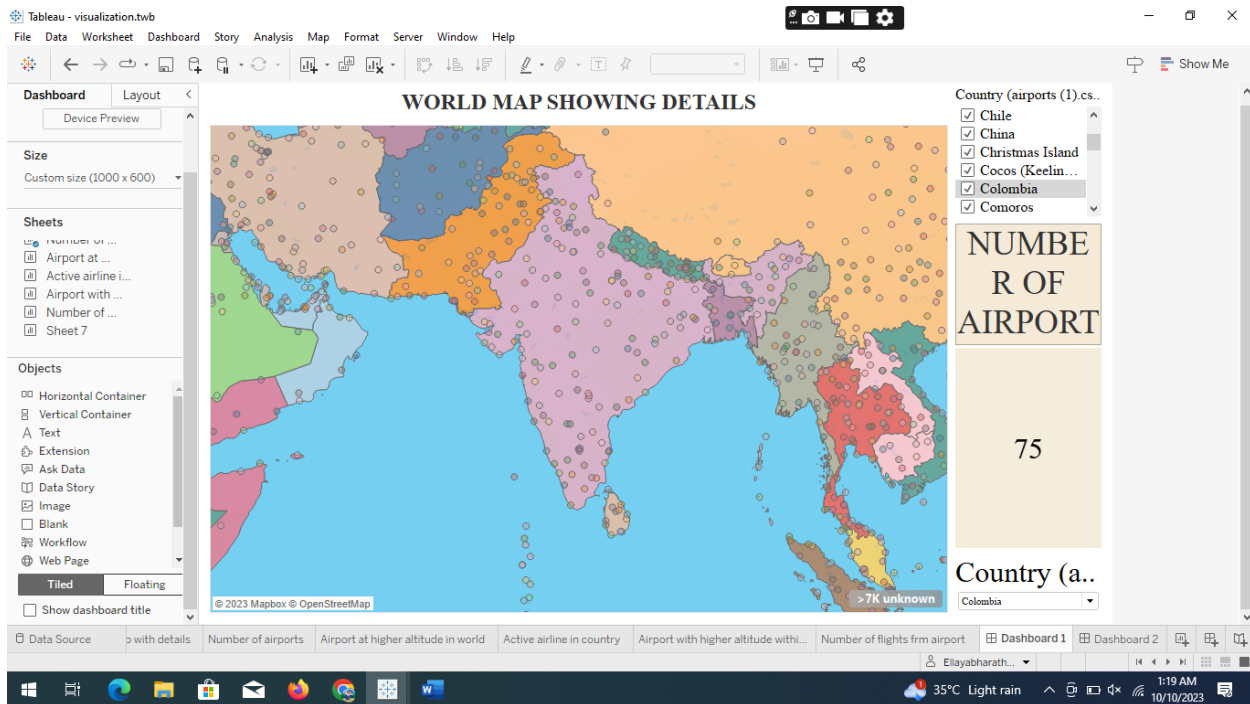 Tableau - visualization.twb
File Data Worksheet Dashboard Story Analysis Map Format Server Window Help
Show Me
Dashboard Layout
Device Preview
Size
Custom size (1000 x 600)
Sheets
Number of ...
Airport at ...
Active airline i...
Airport with ...
Number of ...
Sheet 7
Objects
Horizontal Container
Vertical Container
Text
Extension
Ask Data
Data Story
Image
Blank
Workflow
Web Page
Tiled Floating
Show dashboard title
WORLD MAP SHOWING DETAILS
© 2023 Mapbox © OpenStreetMap
>7K unknown
Country (airports (1).cs..
Chile
China
Christmas Island
Cocos (Keelin...
Colombia
Comoros
NUMBE
R OF
AIRPORT
75
Country (a..
Colombia
Data Source p with details Number of airports Airport at higher altitude in world Active airline in country Airport with higher altitude withi... Number of flights frm airport Dashboard 1 Dashboard 2
Ellayabharath...
1
35°C Light rain
1:19 AM
10/10/2023